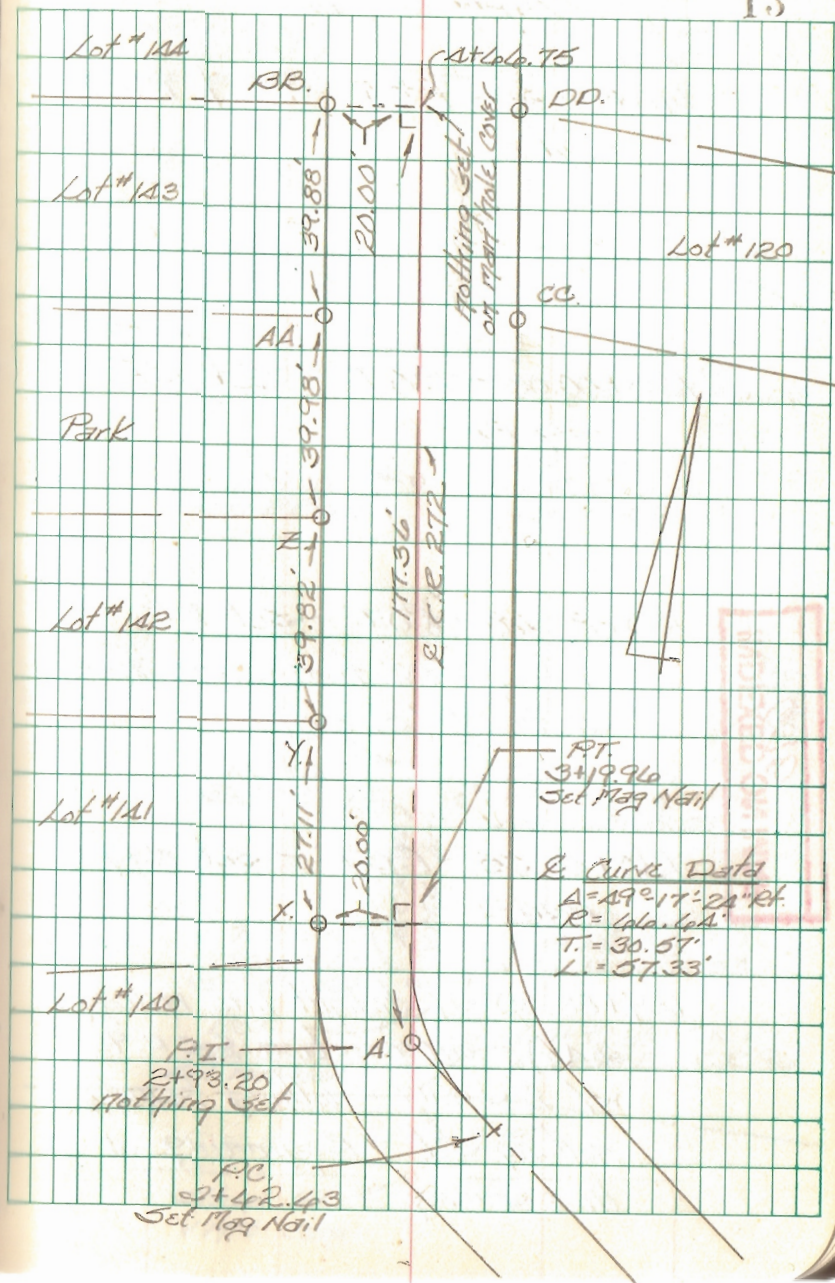 Lot #144
4+66.75
BB.
DD.
39.88'
20.00'
nothing set
on man hole cover
Lot #143
Lot #120
CC.
AA.
39.98'
Park
Z.
177.36'
℄ C.R. 272
39.82'
Lot #142
Y.
P.T.
3+19.96
Set Mag Nail
Lot #141
27.11'
20.00'
X.
℄ Curve Data
Δ=49°-17'-24" Rt.
R=66.64'
T.=30.57'
L.=57.33'
Lot #140
P.I.
A.
2+93.20
nothing set
P.C.
2+62.63
Set Mag Nail